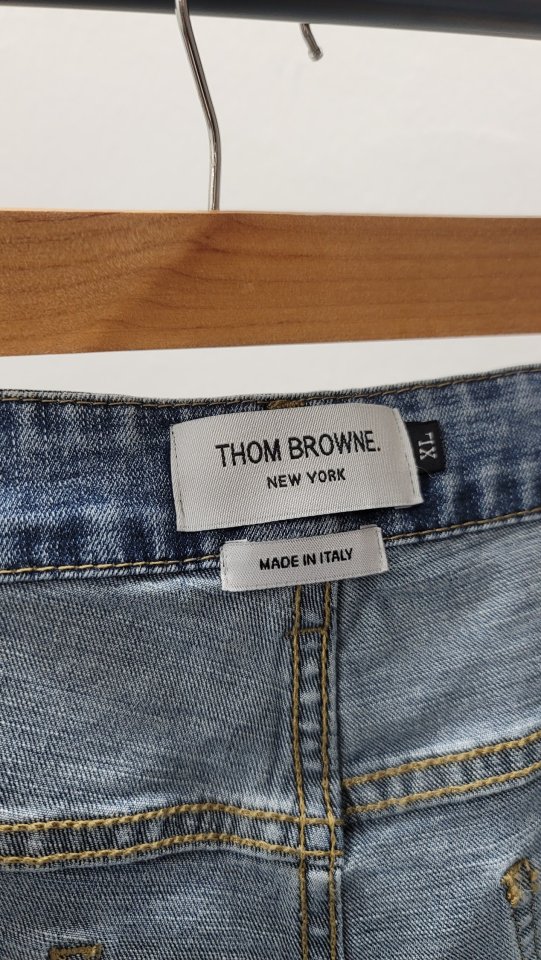 THOM BROWNE.
NEW YORK
XL
MADE IN ITALY